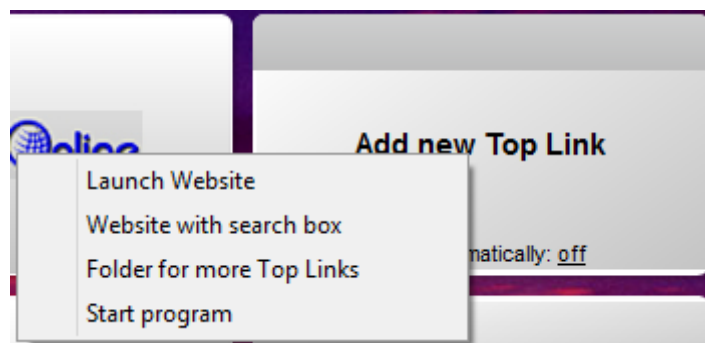 Online
Add new Top Link
Launch Website
Website with search box
Folder for more Top Links
matically: off
Start program